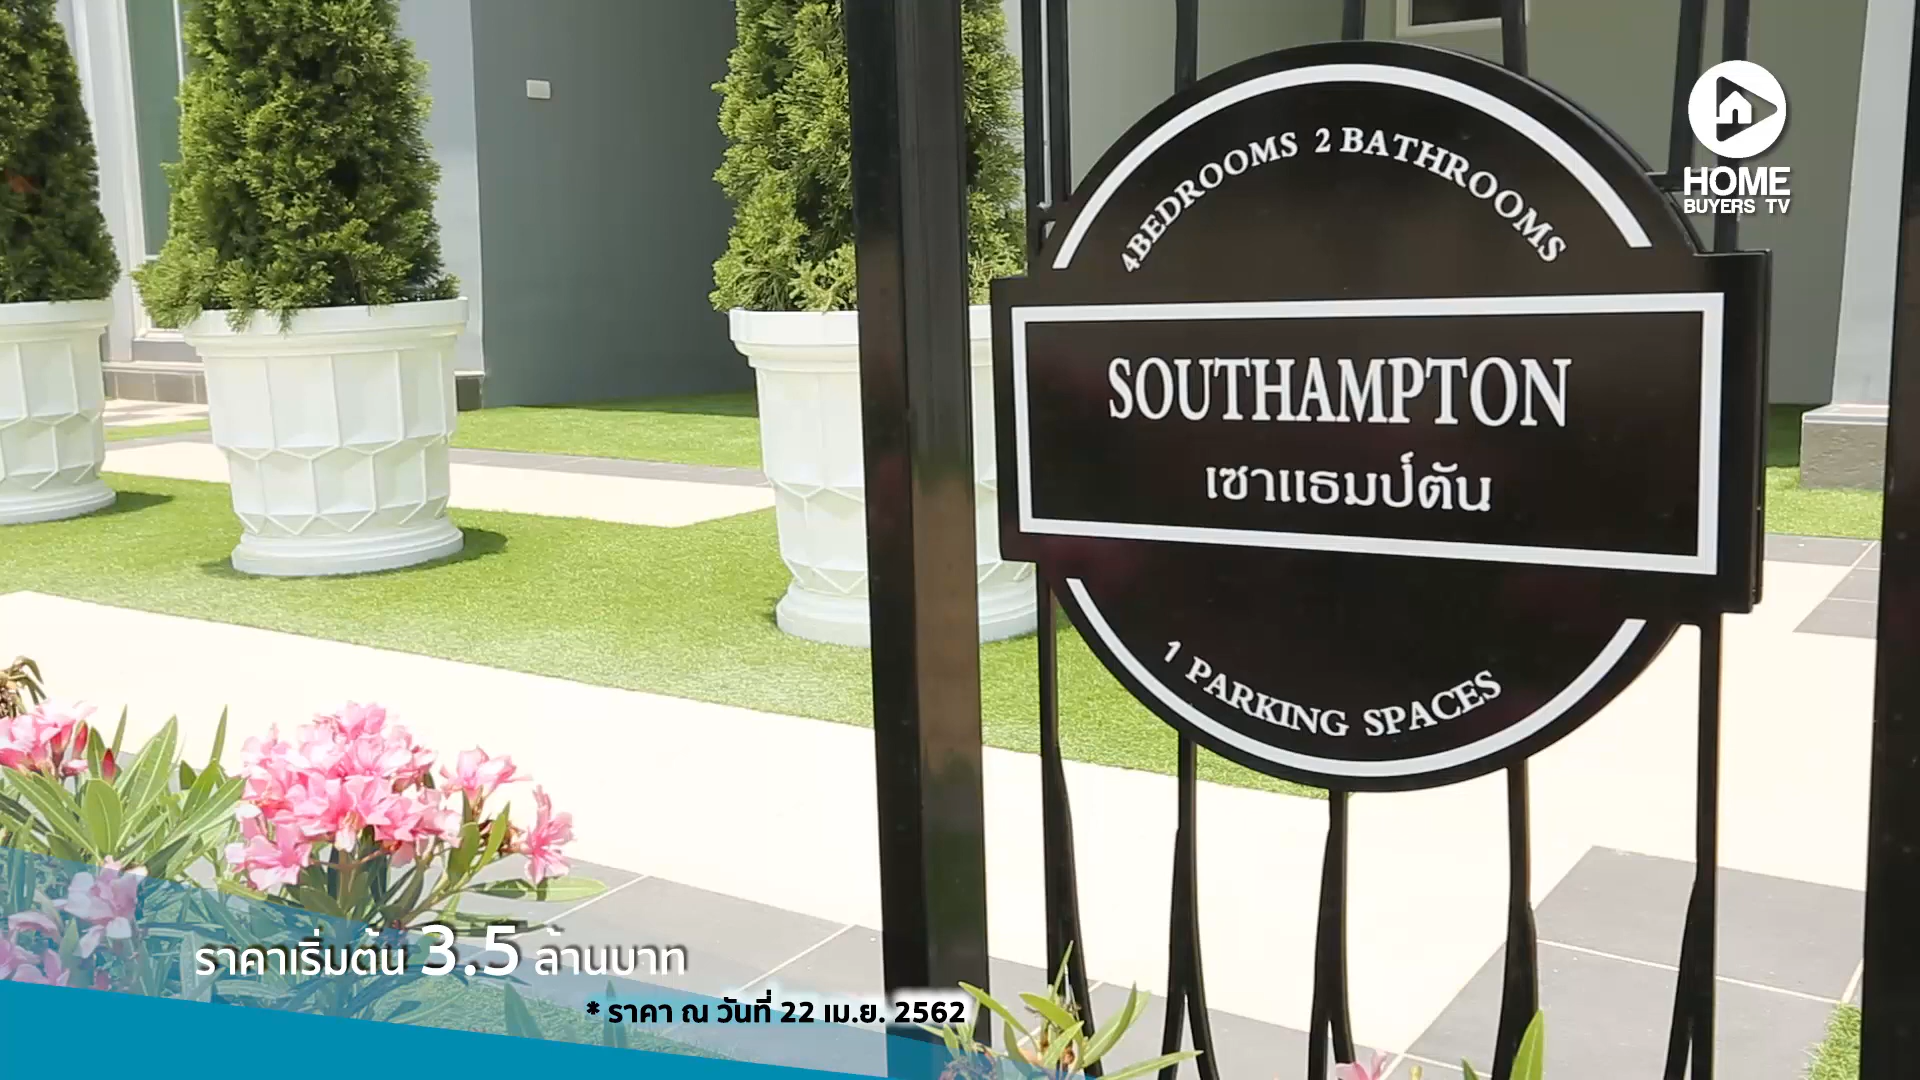 HOME
BUYERS TV
4 BEDROOMS 2 BATHROOMS
SOUTHAMPTON
เซาแธมป์ตัน
1 PARKING SPACES
ราคาเริ่มต้น 3.5 ล้านบาท
* ราคา ณ วันที่ 22 เม.ย. 2562